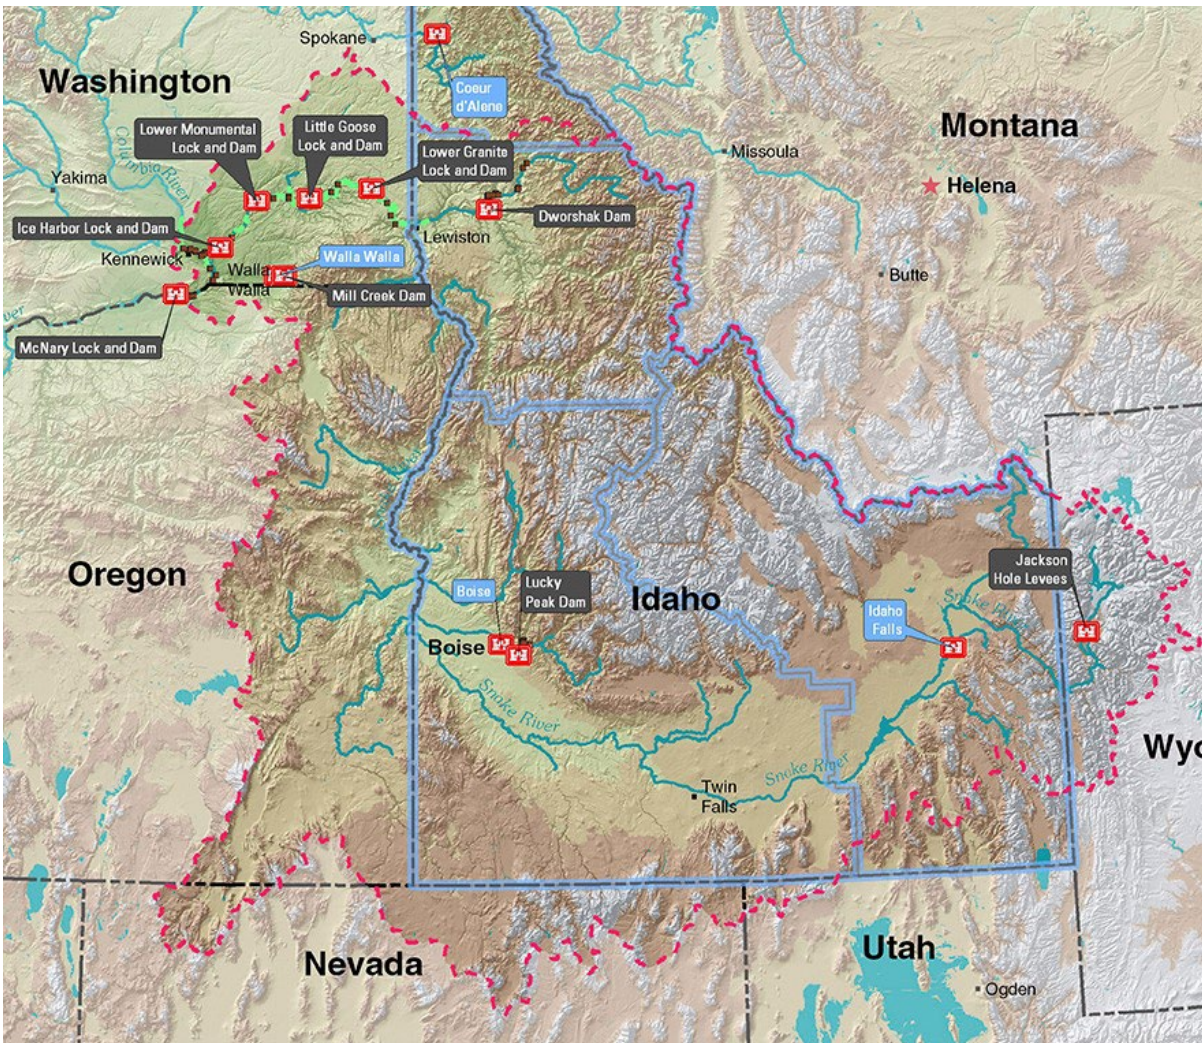 Spokane
Washington
Coeur
d'Alene
Lower Monumental
Lock and Dam
Little Goose
Lock and Dam
Lower Granite
Lock and Dam
Montana
Columbia River
Missoula
Yakima
Helena
Ice Harbor Lock and Dam
Dworshak Dam
Lewiston
Kennewick
Walla Walla
Walla
Walla
Butte
Mill Creek Dam
McNary Lock and Dam
Oregon
Jackson
Hole Levees
Boise
Lucky
Peak Dam
Idaho
Idaho
Falls
Snake River
Boise
Snake River
Wyo
Snake River
Twin
Falls
Nevada
Utah
Ogden